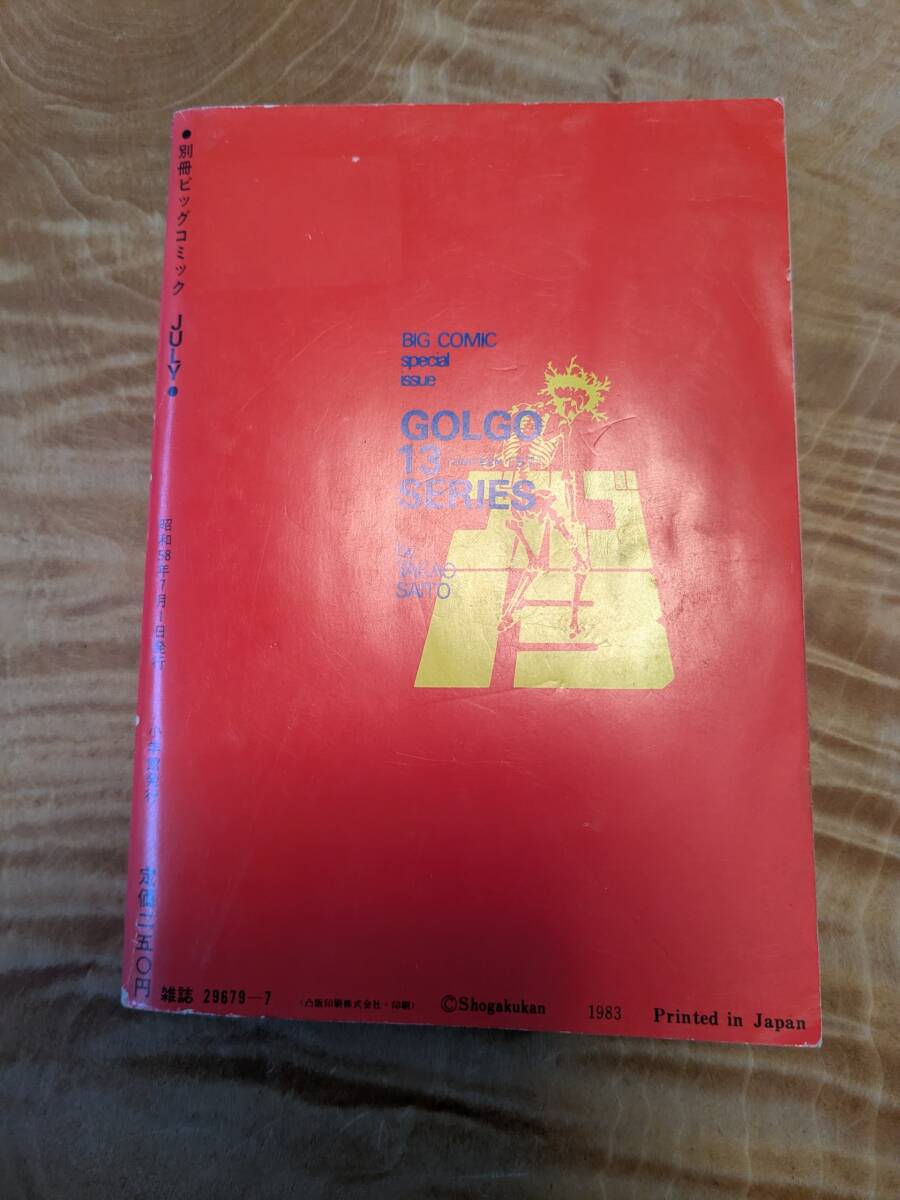 ●別冊ビッグコミック JULY●
昭和58年7月1日発行
小学館発行
定価二五〇円
BIG COMIC
special
issue
GOLGO
13
SERIES
by
TAKAO
SAITO
雑誌 29679-7
(凸版印刷株式会社・印刷)
©Shogakukan
1983
Printed in Japan